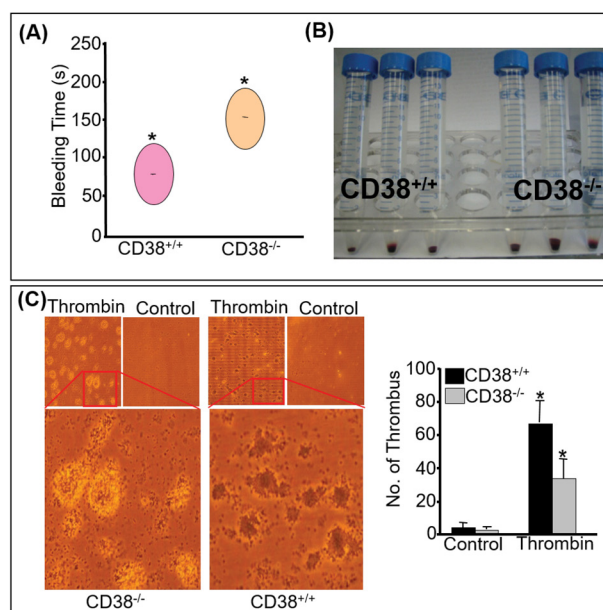 (A)
Bleeding Time (s)
250
200
150
100
50
0
*
*
CD38+/+
CD38-/-
(B)
CD38+/+
CD38-/-
(C)
Thrombin Control
Thrombin Control
CD38-/-
CD38+/+
No. of Thrombus
100
80
60
40
20
0
CD38+/+
CD38-/-
*
*
Control
Thrombin